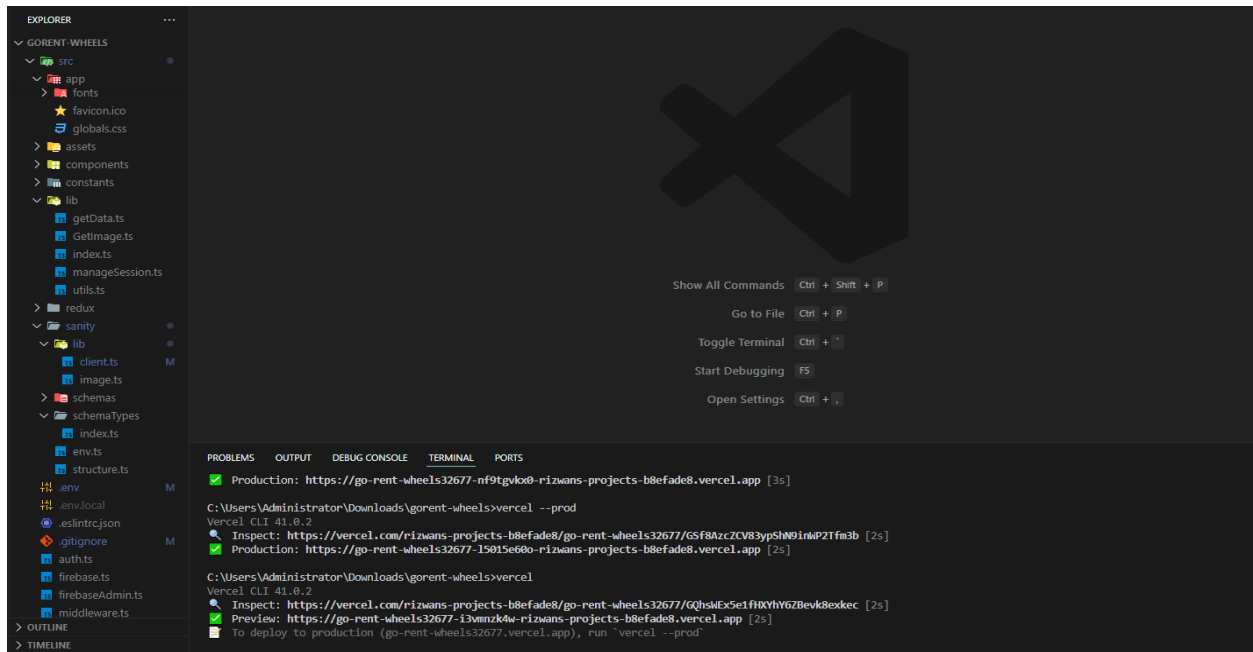 EXPLORER ...
GORENT-WHEELS
src
app
fonts
favicon.ico
globals.css
assets
components
constants
lib
getData.ts
GetImage.ts
index.ts
manageSession.ts
utils.ts
redux
sanity
lib
client.ts M
image.ts
schemas
schemaTypes
index.ts
env.ts
structure.ts
.env M
.env.local
.eslintrc.json
.gitignore M
auth.ts
firebase.ts
firebaseAdmin.ts
middleware.ts
OUTLINE
TIMELINE
Show All Commands Ctrl + Shift + P
Go to File Ctrl + P
Toggle Terminal Ctrl + `
Start Debugging F5
Open Settings Ctrl + ,
PROBLEMS OUTPUT DEBUG CONSOLE TERMINAL PORTS
Production: https://go-rent-wheels32677-nf9tgvkx0-rizwans-projects-b8efade8.vercel.app [3s]
C:\Users\Administrator\Downloads\gorent-wheels>vercel --prod
Vercel CLI 41.0.2
Inspect: https://vercel.com/rizwans-projects-b8efade8/go-rent-wheels32677/GSf8AzcZCV83ypShN9inWP2Tfm3b [2s]
Production: https://go-rent-wheels32677-l5015e60o-rizwans-projects-b8efade8.vercel.app [2s]
C:\Users\Administrator\Downloads\gorent-wheels>vercel
Vercel CLI 41.0.2
Inspect: https://vercel.com/rizwans-projects-b8efade8/go-rent-wheels32677/GQhsWEx5e1fHXYhY6ZBevk8exkec [2s]
Preview: https://go-rent-wheels32677-i3vmnzk4w-rizwans-projects-b8efade8.vercel.app [2s]
To deploy to production (go-rent-wheels32677.vercel.app), run `vercel --prod`